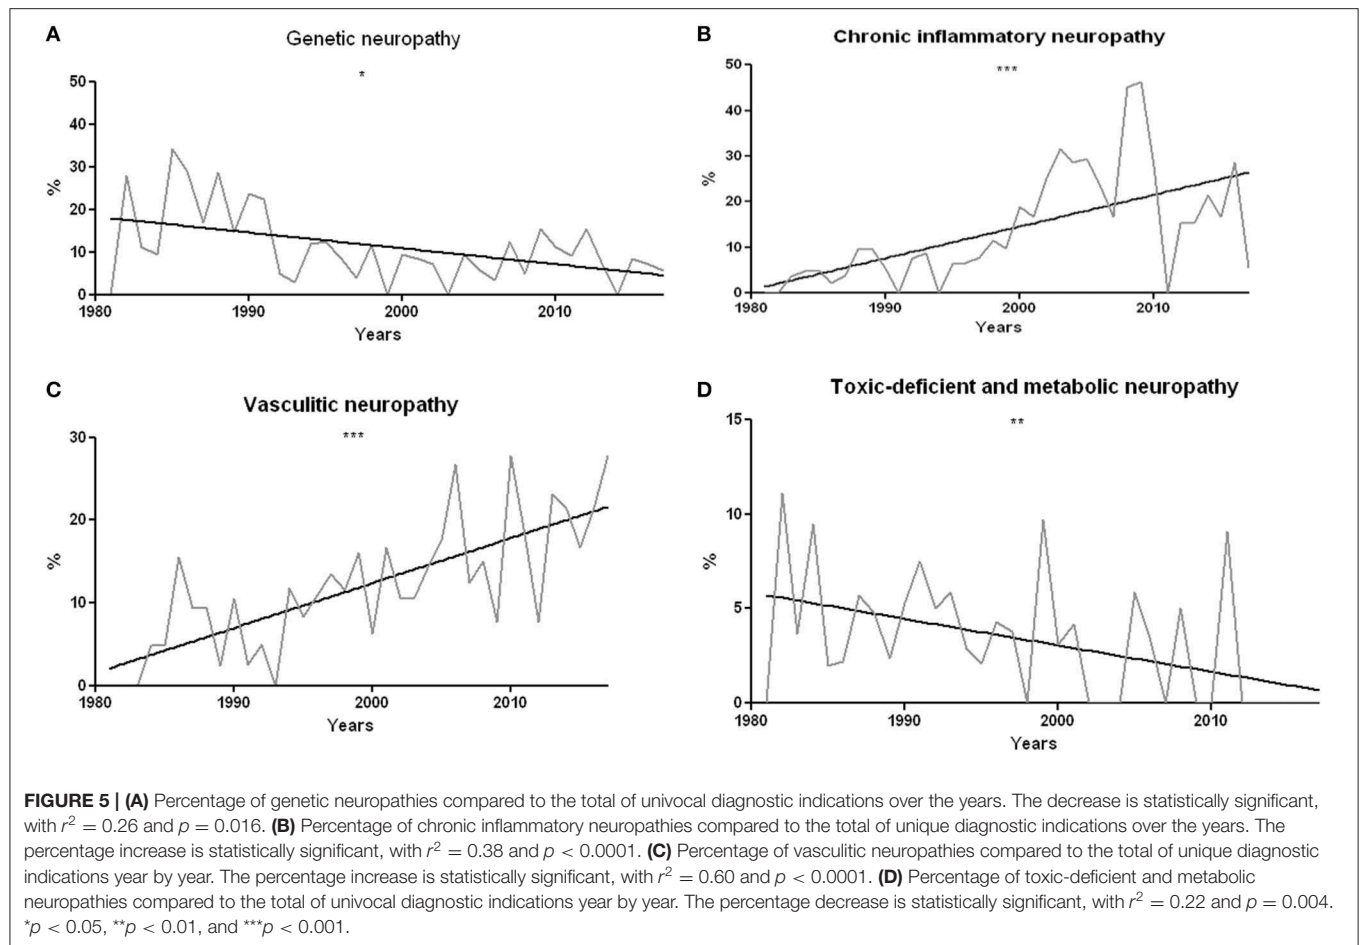 A
Genetic neuropathy
*
50
40
30
20
10
0
%
1980
1990
2000
2010
Years
B
Chronic inflammatory neuropathy
***
50
40
30
20
10
0
%
1980
1990
2000
2010
Years
C
Vasculitic neuropathy
***
30
20
10
0
%
1980
1990
2000
2010
Years
D
Toxic-deficient and metabolic neuropathy
**
15
10
5
0
%
1980
1990
2000
2010
Years
FIGURE 5 | (A) Percentage of genetic neuropathies compared to the total of univocal diagnostic indications over the years. The decrease is statistically significant,
with r² = 0.26 and p = 0.016. (B) Percentage of chronic inflammatory neuropathies compared to the total of unique diagnostic indications over the years. The
percentage increase is statistically significant, with r² = 0.38 and p < 0.0001. (C) Percentage of vasculitic neuropathies compared to the total of unique diagnostic
indications year by year. The percentage increase is statistically significant, with r² = 0.60 and p < 0.0001. (D) Percentage of toxic-deficient and metabolic
neuropathies compared to the total of univocal diagnostic indications year by year. The percentage decrease is statistically significant, with r² = 0.22 and p = 0.004.
*p < 0.05, **p < 0.01, and ***p < 0.001.